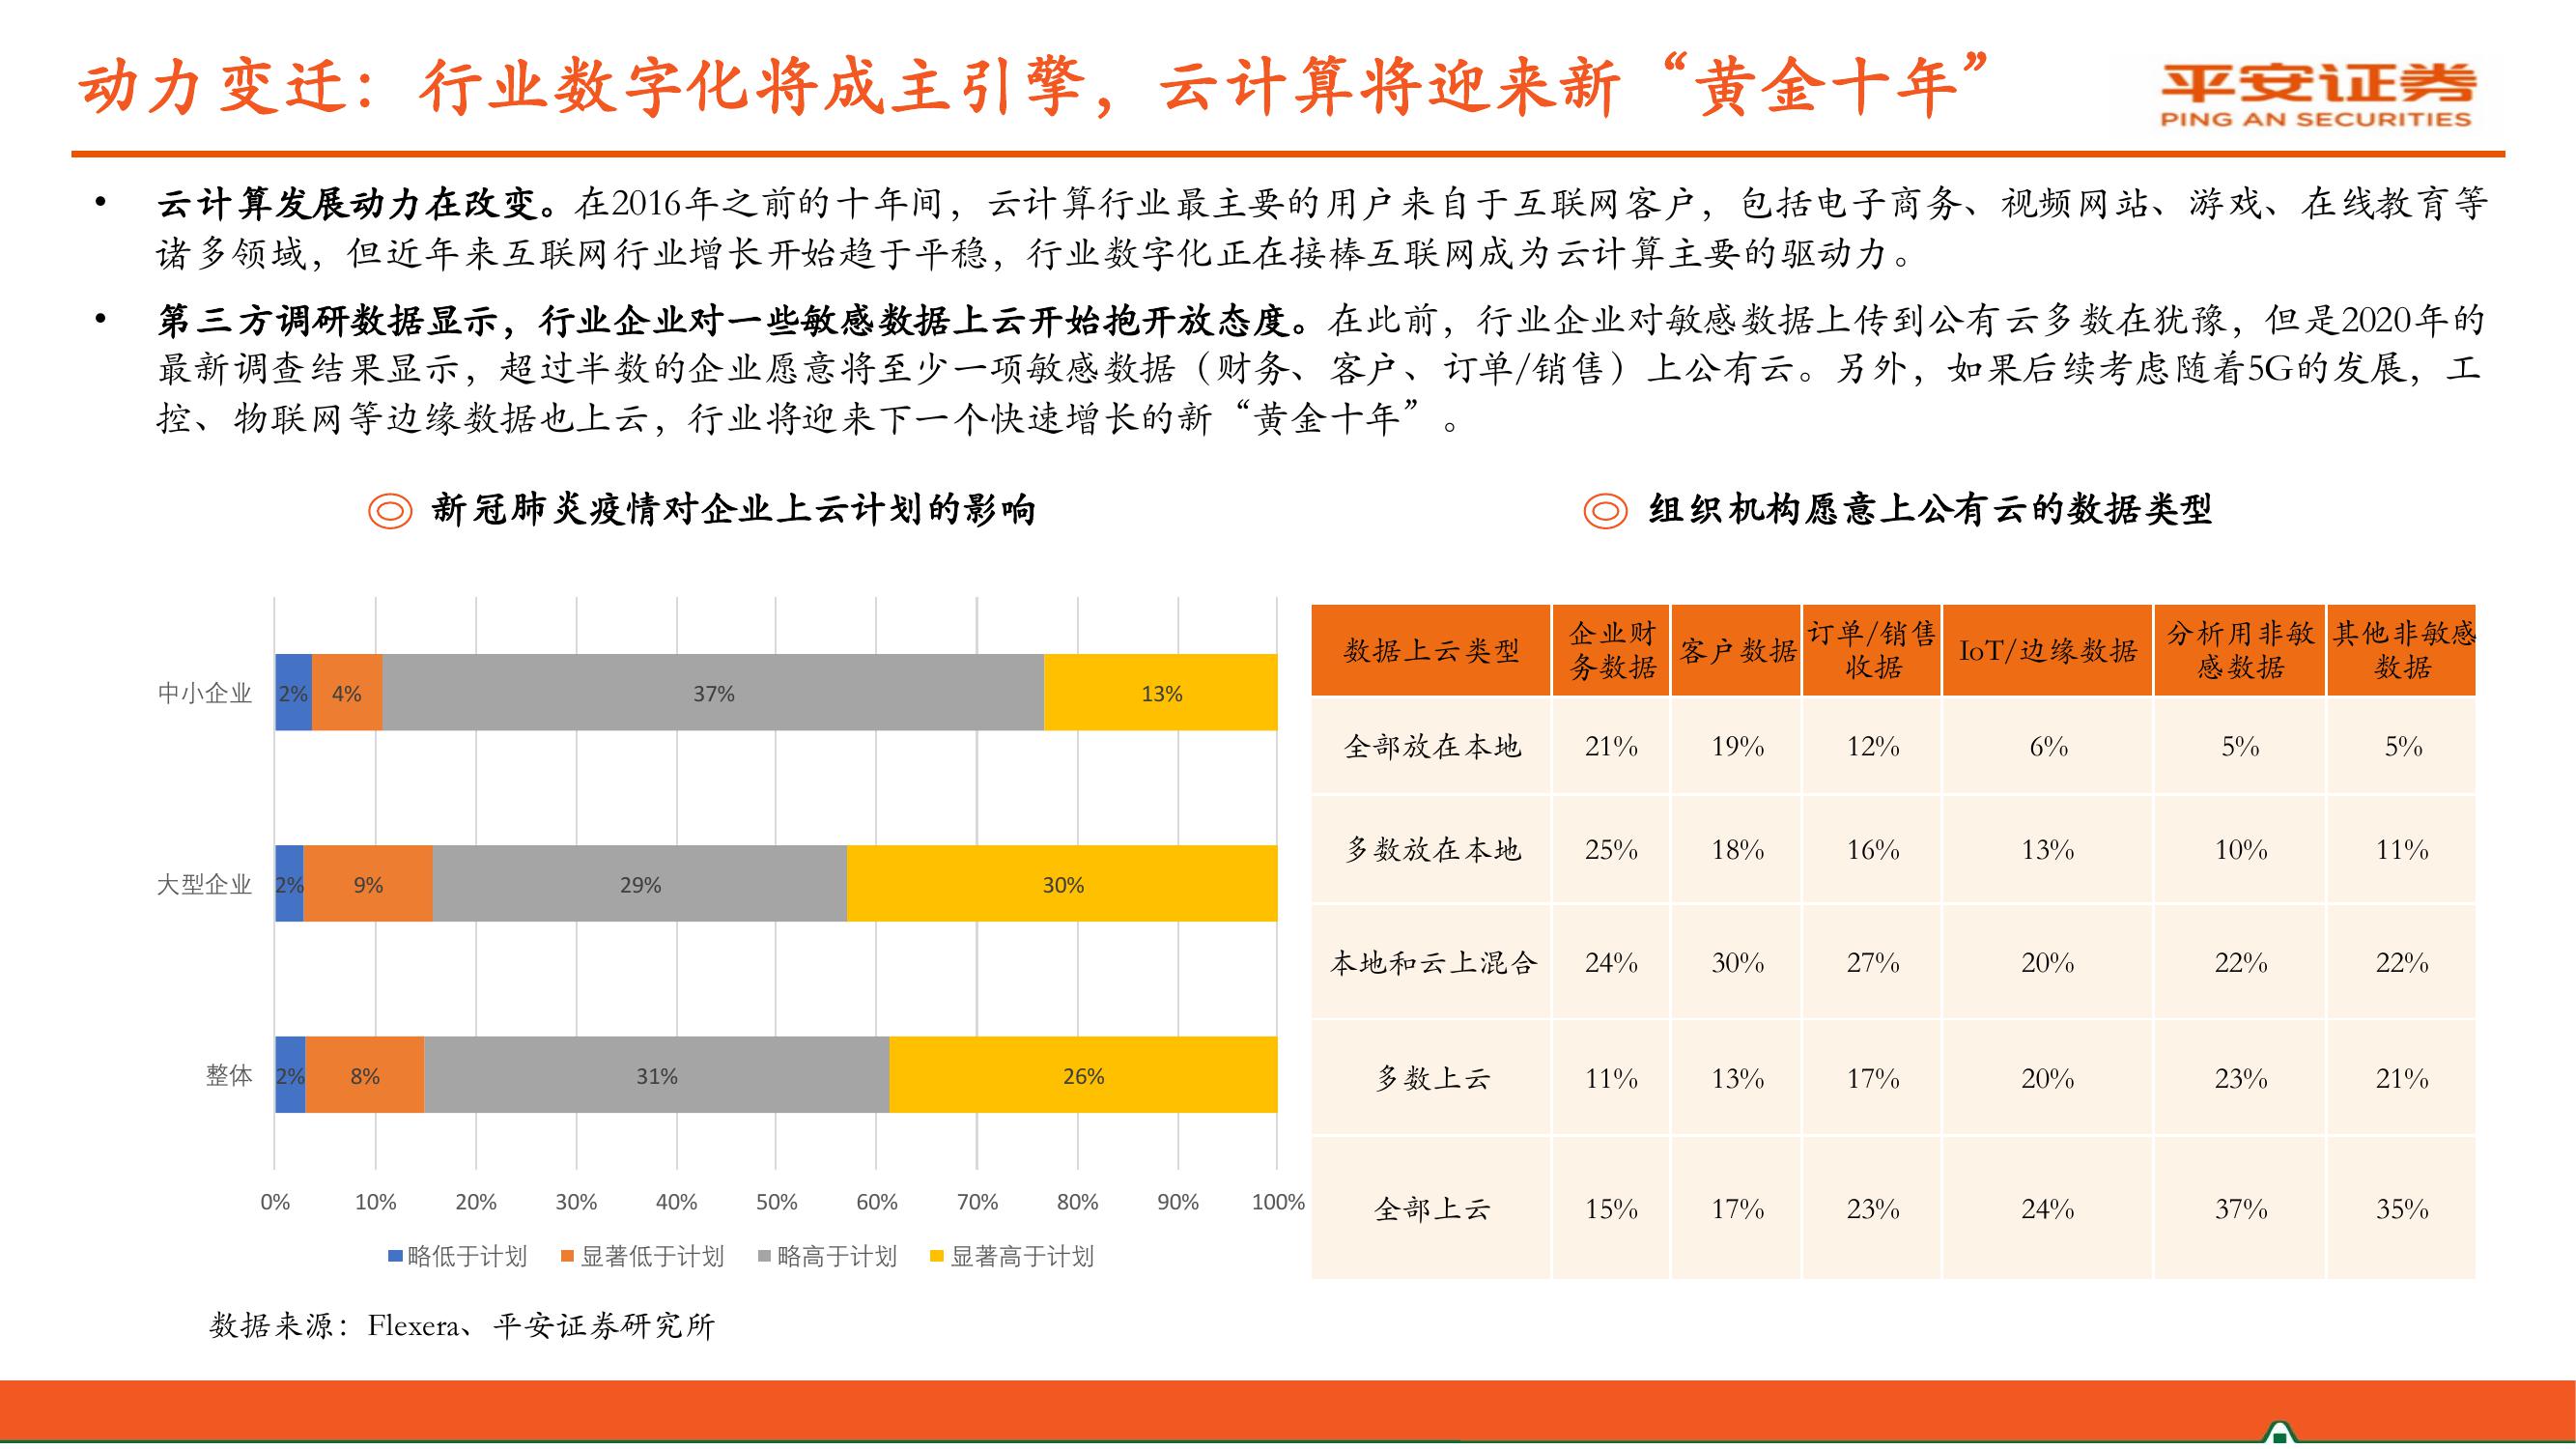 动力变迁：行业数字化将成主引擎，云计算将迎来新“黄金十年”
平安证券
PING AN SECURITIES
• 云计算发展动力在改变。在2016年之前的十年间，云计算行业最主要的用户来自于互联网客户，包括电子商务、视频网站、游戏、在线教育等
诸多领域，但近年来互联网行业增长开始趋于平稳，行业数字化正在接棒互联网成为云计算主要的驱动力。
• 第三方调研数据显示，行业企业对一些敏感数据上云开始抱开放态度。在此前，行业企业对敏感数据上传到公有云多数在犹豫，但是2020年的
最新调查结果显示，超过半数的企业愿意将至少一项敏感数据（财务、客户、订单/销售）上公有云。另外，如果后续考虑随着5G的发展，工
控、物联网等边缘数据也上云，行业将迎来下一个快速增长的新“黄金十年”。
新冠肺炎疫情对企业上云计划的影响
中小企业 2% 4% 37% 13%
大型企业 2% 9% 29% 30%
整体 2% 8% 31% 26%
0% 10% 20% 30% 40% 50% 60% 70% 80% 90% 100%
略低于计划 显著低于计划 略高于计划 显著高于计划
组织机构愿意上公有云的数据类型
数据上云类型 企业财务数据 客户数据 订单/销售收据 IoT/边缘数据 分析用非敏感数据 其他非敏感数据
全部放在本地 21% 19% 12% 6% 5% 5%
多数放在本地 25% 18% 16% 13% 10% 11%
本地和云上混合 24% 30% 27% 20% 22% 22%
多数上云 11% 13% 17% 20% 23% 21%
全部上云 15% 17% 23% 24% 37% 35%
数据来源：Flexera、平安证券研究所